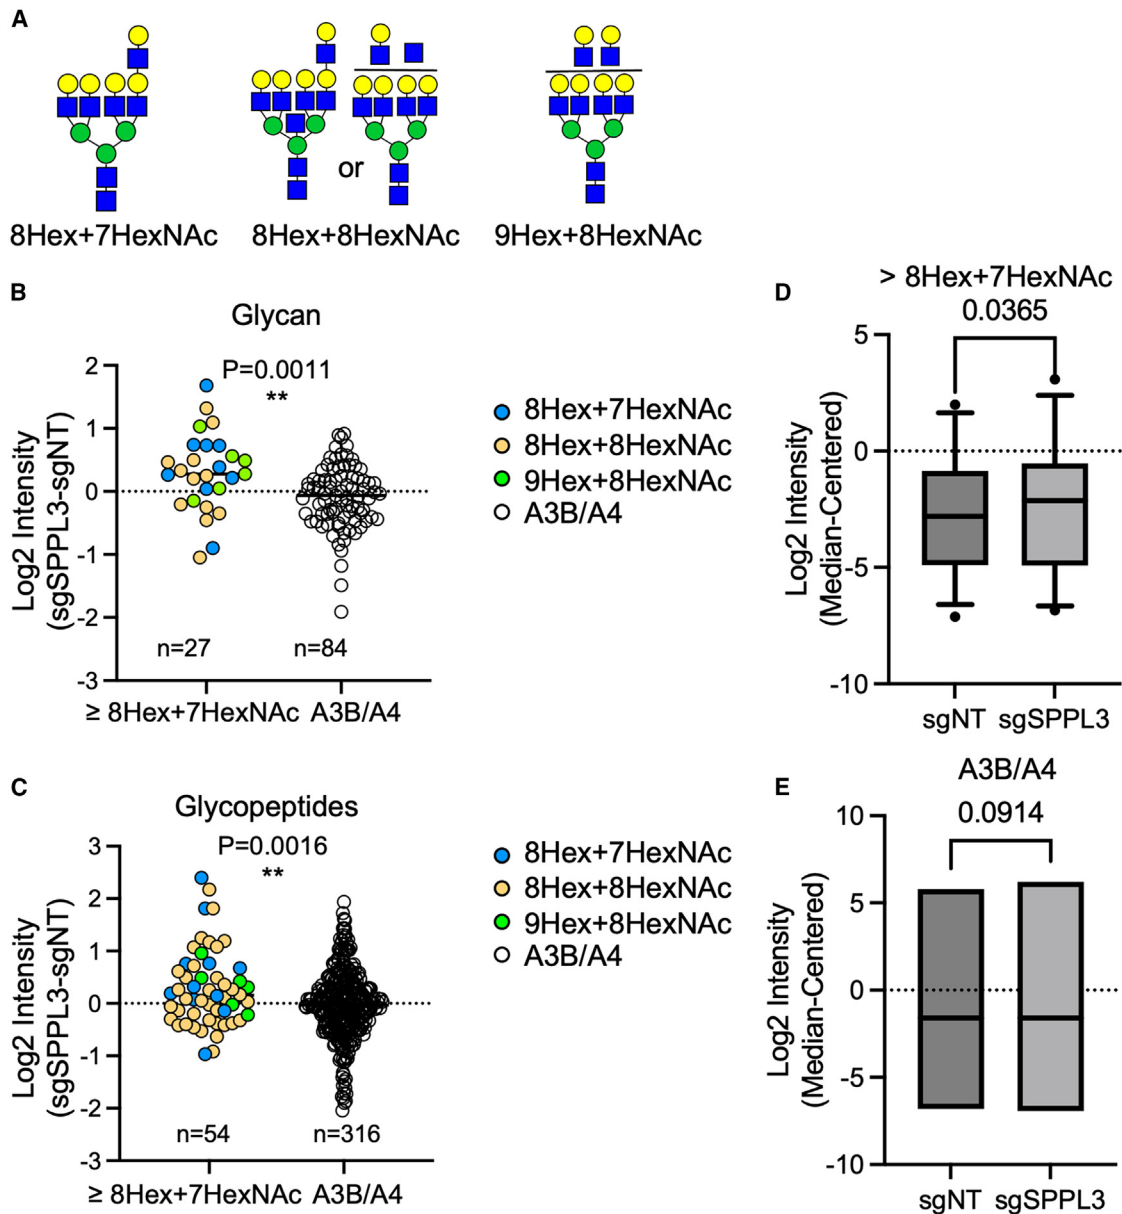 A
or
8Hex+7HexNAc
8Hex+8HexNAc
9Hex+8HexNAc
B
Glycan
P=0.0011
**
Log2 Intensity
(sgSPPL3-sgNT)
2
1
0
-1
-2
-3
n=27
n=84
≥ 8Hex+7HexNAc
A3B/A4
8Hex+7HexNAc
8Hex+8HexNAc
9Hex+8HexNAc
A3B/A4
C
Glycopeptides
P=0.0016
**
Log2 Intensity
(sgSPPL3-sgNT)
3
2
1
0
-1
-2
-3
n=54
n=316
≥ 8Hex+7HexNAc
A3B/A4
8Hex+7HexNAc
8Hex+8HexNAc
9Hex+8HexNAc
A3B/A4
D
> 8Hex+7HexNAc
0.0365
Log2 Intensity
(Median-Centered)
5
0
-5
-10
sgNT
sgSPPL3
E
A3B/A4
0.0914
Log2 Intensity
(Median-Centered)
10
5
0
-5
-10
sgNT
sgSPPL3